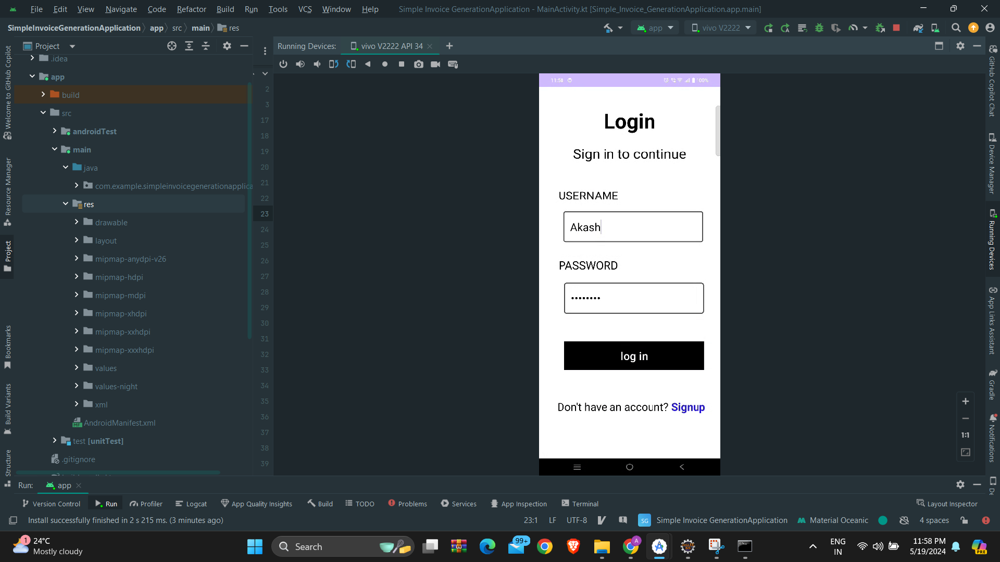 File Edit View Navigate Code Refactor Build Run Tools VCS Window Help Simple Invoice GenerationApplication - MainActivity.kt [Simple_Invoice_GenerationApplication.app.main]
SimpleInvoiceGenerationApplication app src main res
app vivo V2222
Project
Running Devices: vivo V2222 API 34
.idea
app
build
src
androidTest
main
java
com.example.simpleinvoicegenerationapplica
res
drawable
layout
mipmap-anydpi-v26
mipmap-hdpi
mipmap-mdpi
mipmap-xhdpi
mipmap-xxhdpi
mipmap-xxxhdpi
values
values-night
xml
AndroidManifest.xml
test [unitTest]
.gitignore
Welcome to GitHub Copilot
Resource Manager
Project
Bookmarks
Build Variants
Structure
2
3
17
18
19
20
21
22
23
24
25
26
27
28
29
30
31
32
33
34
35
36
37
38
39
11:58 100%
Login
Sign in to continue
USERNAME
Akash
PASSWORD
••••••••
log in
Don't have an account? Signup
1:1
GitHub Copilot Chat
Device Manager
Running Devices
App Links Assistant
Gradle
Notifications
De
Run: app
Version Control Run Profiler Logcat App Quality Insights Build TODO Problems Services App Inspection Terminal Layout Inspector
Install successfully finished in 2 s 215 ms. (3 minutes ago) 23:1 LF UTF-8 SG Simple Invoice GenerationApplication Material Oceanic 4 spaces
1
24°C
Mostly cloudy
Search
99+
A
ENG
IN
11:58 PM
5/19/2024
PRE